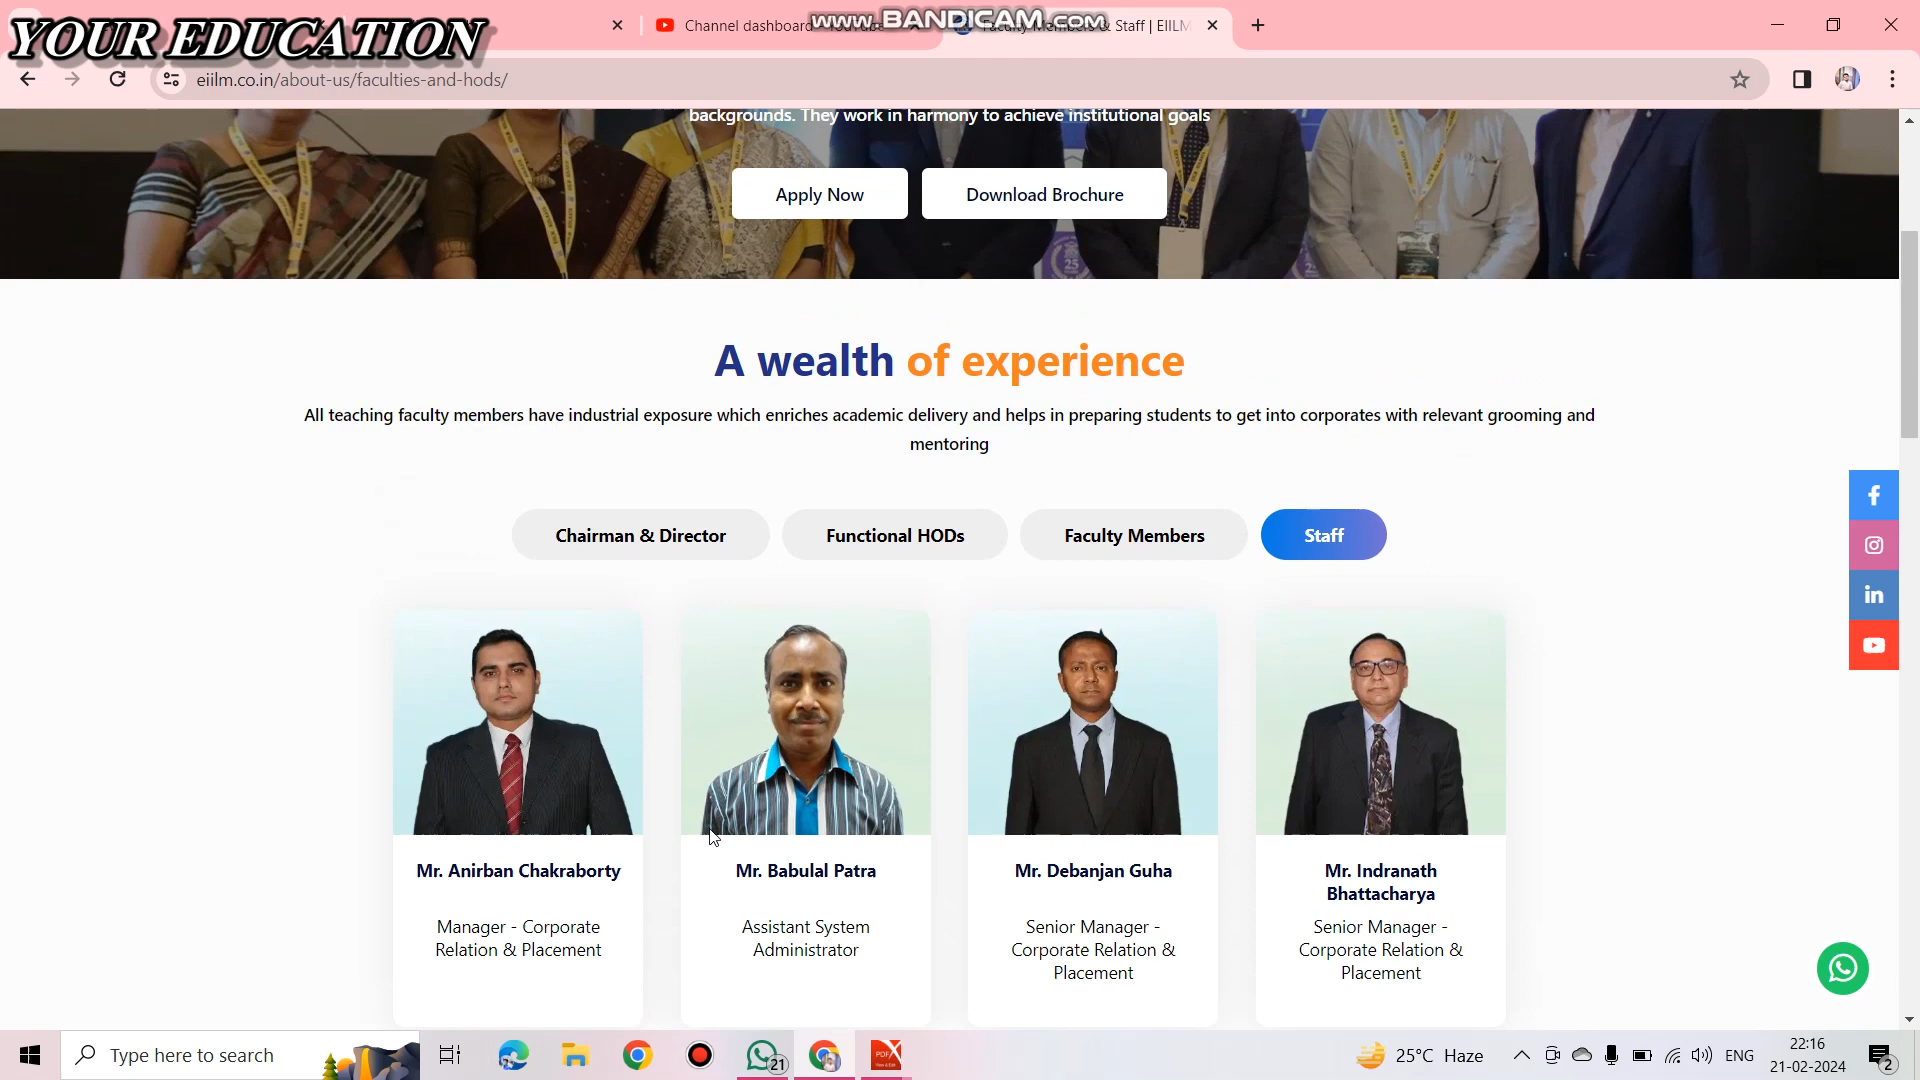 YOUR EDUCATION
www.BANDICAM.com
Channel dashboard
Faculty Members & Staff | EIILM
eiilm.co.in/about-us/faculties-and-hods/
backgrounds. They work in harmony to achieve institutional goals
Apply Now
Download Brochure
A wealth of experience
All teaching faculty members have industrial exposure which enriches academic delivery and helps in preparing students to get into corporates with relevant grooming and
mentoring
Chairman & Director
Functional HODs
Faculty Members
Staff
Mr. Anirban Chakraborty
Manager - Corporate
Relation & Placement
Mr. Babulal Patra
Assistant System
Administrator
Mr. Debanjan Guha
Senior Manager -
Corporate Relation &
Placement
Mr. Indranath
Bhattacharya
Senior Manager -
Corporate Relation &
Placement
Type here to search
21
PDF
25°C Haze
ENG
22:16
21-02-2024
2